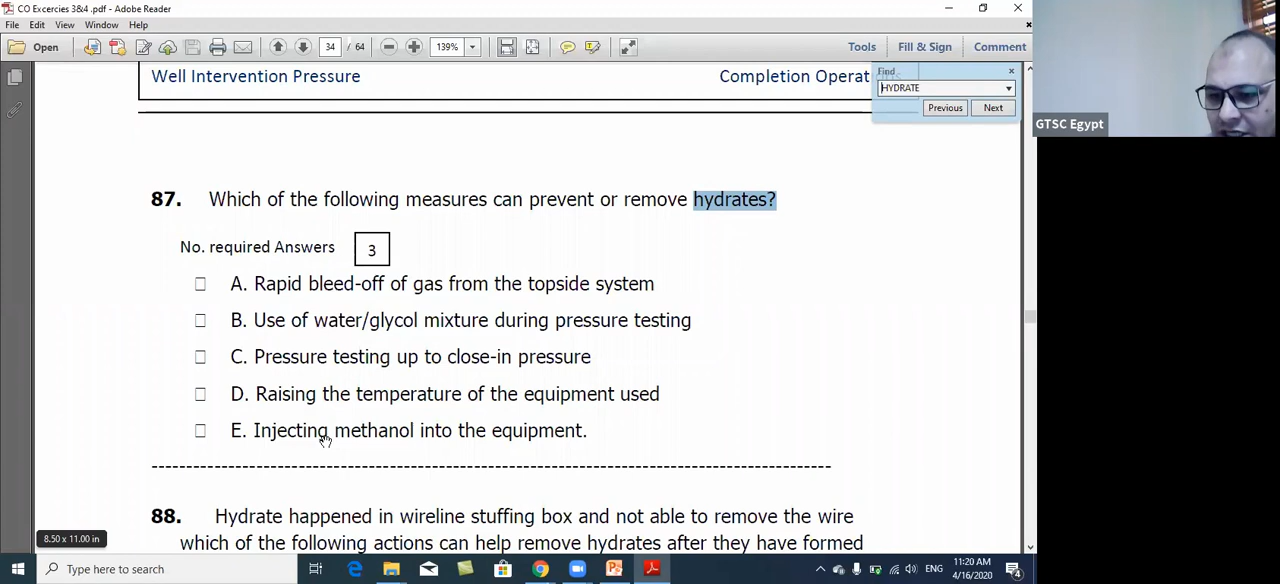 CO Excercies 3&4 .pdf - Adobe Reader
File Edit View Window Help
Open 34 / 64 139% Tools Fill & Sign Comment
Well Intervention Pressure Completion Operat
Find
HYDRATE
Previous Next
GTSC Egypt
87. Which of the following measures can prevent or remove hydrates?
No. required Answers 3
A. Rapid bleed-off of gas from the topside system
B. Use of water/glycol mixture during pressure testing
C. Pressure testing up to close-in pressure
D. Raising the temperature of the equipment used
E. Injecting methanol into the equipment.
--------------------------------------------------------------------------------
88. Hydrate happened in wireline stuffing box and not able to remove the wire
which of the following actions can help remove hydrates after they have formed
8.50 x 11.00 in
Type here to search
ENG
11:20 AM
4/16/2020
4